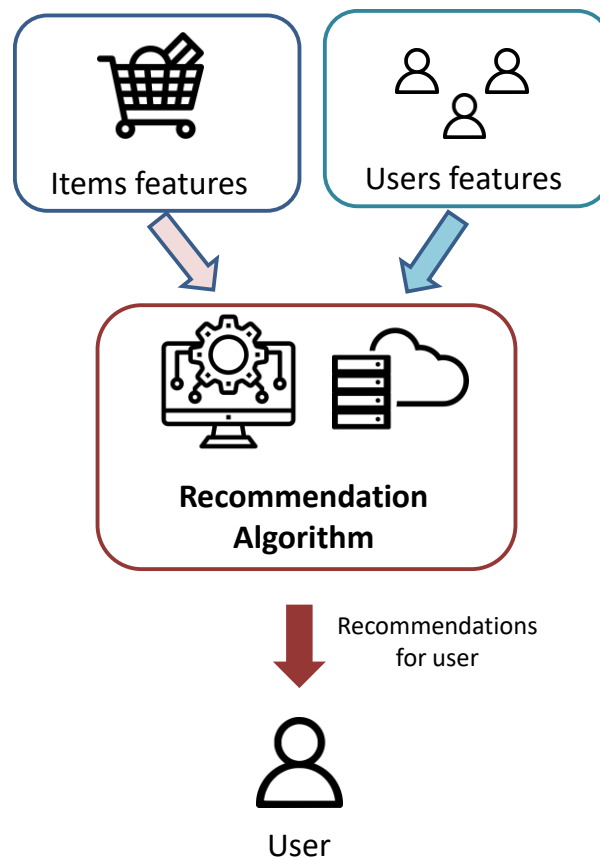 Items features
Users features
Recommendation
Algorithm
Recommendations
for user
User